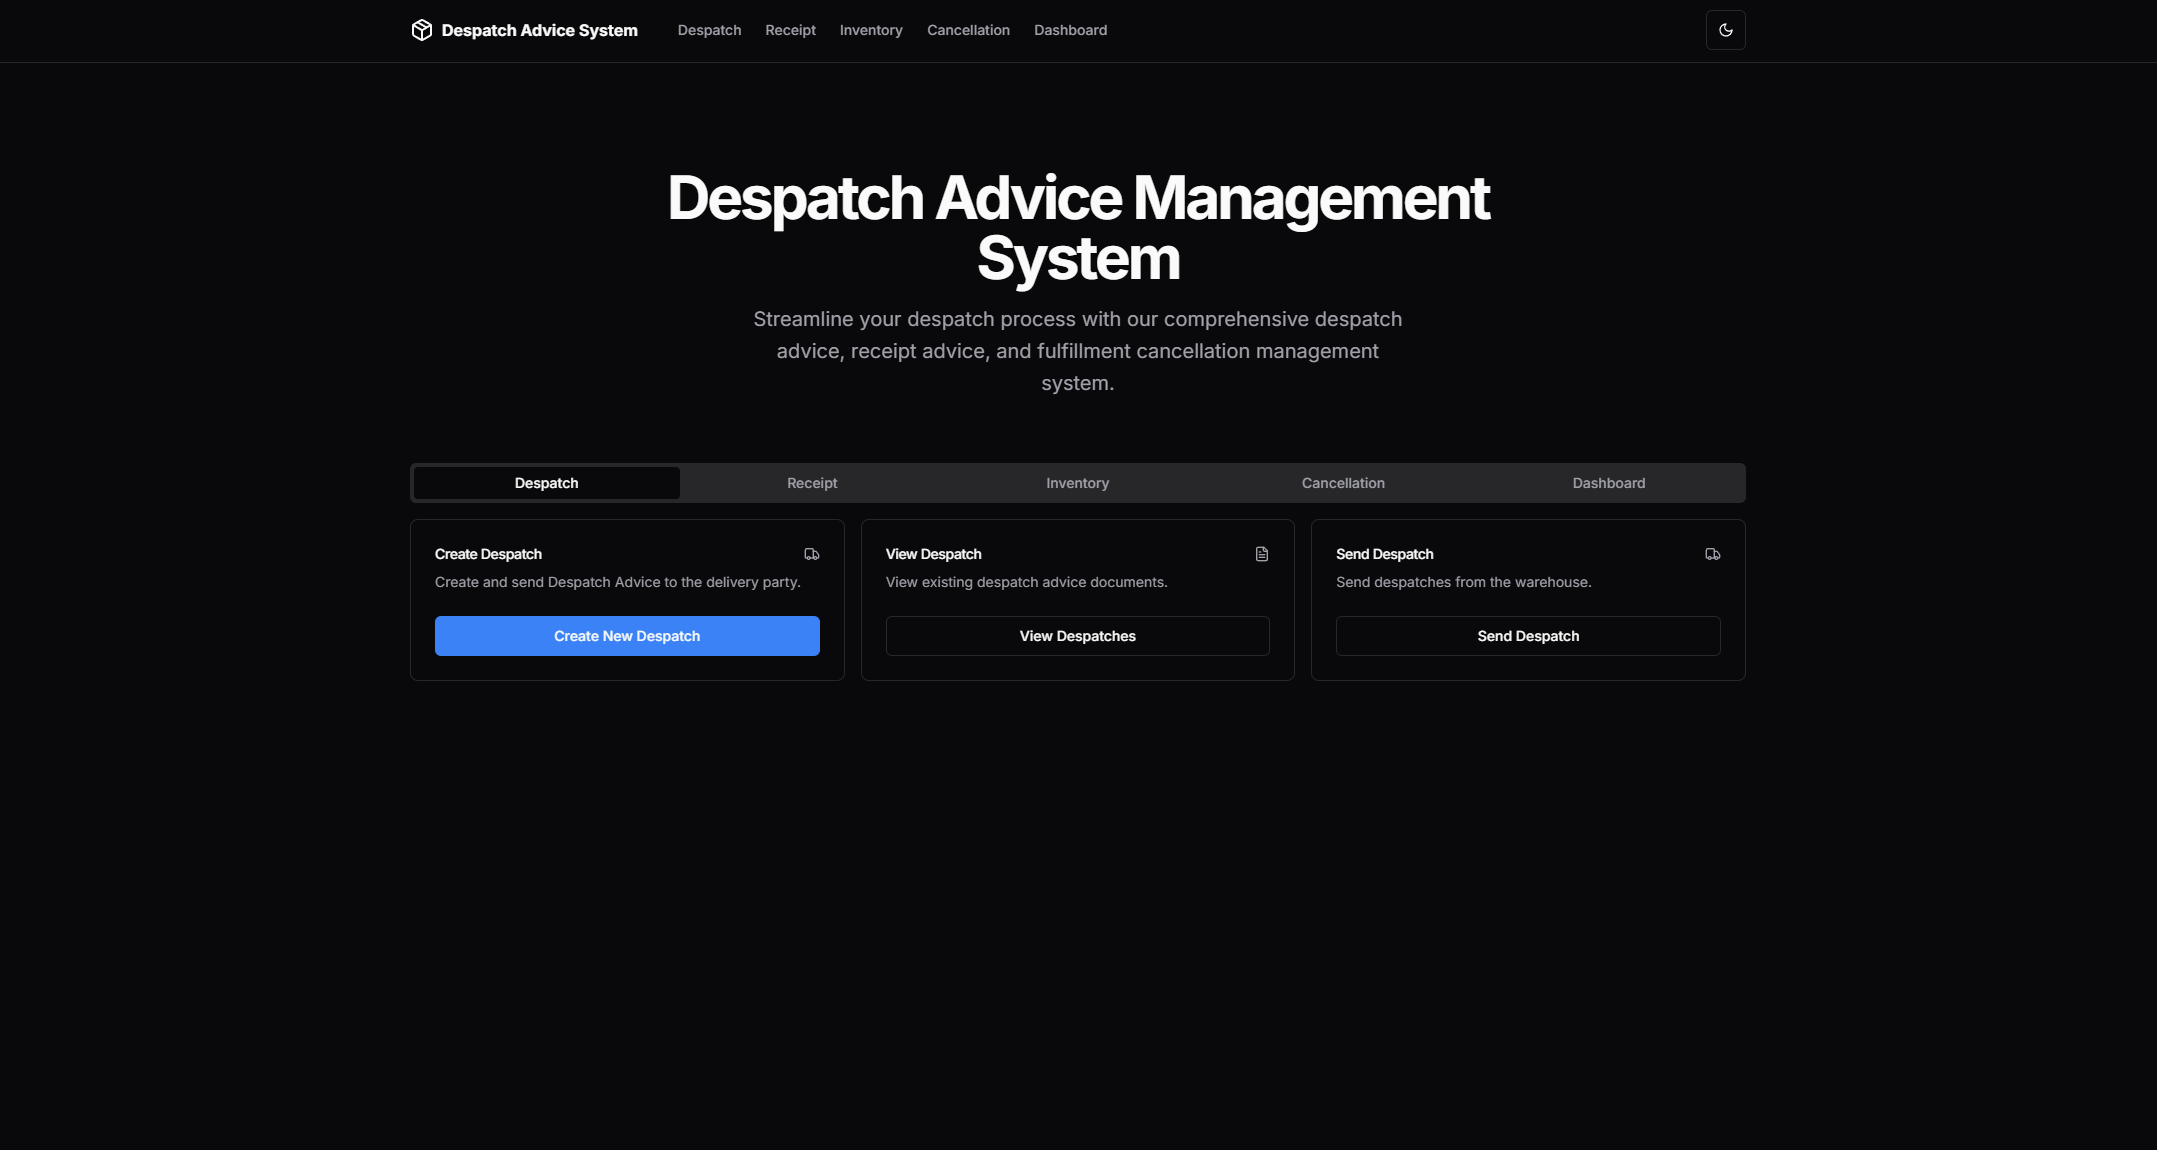 Despatch Advice System
Despatch
Receipt
Inventory
Cancellation
Dashboard
Despatch Advice Management
System
Streamline your despatch process with our comprehensive despatch
advice, receipt advice, and fulfillment cancellation management
system.
Despatch
Receipt
Inventory
Cancellation
Dashboard
Create Despatch
Create and send Despatch Advice to the delivery party.
Create New Despatch
View Despatch
View existing despatch advice documents.
View Despatches
Send Despatch
Send despatches from the warehouse.
Send Despatch